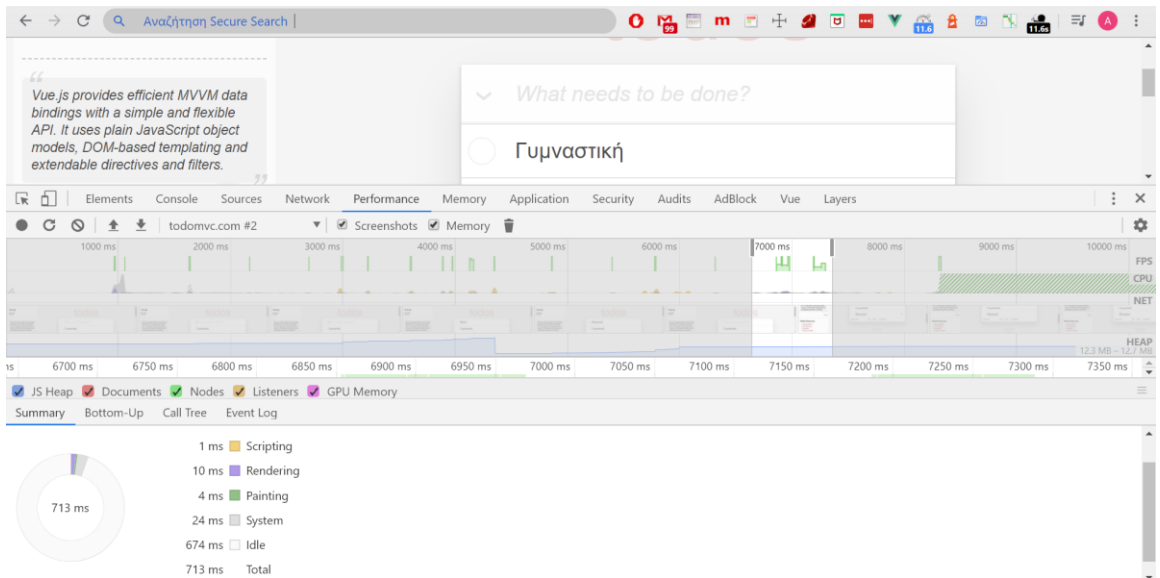 Αναζήτηση Secure Search
99
11.6
11.6s
A
Vue.js provides efficient MVVM data
bindings with a simple and flexible
API. It uses plain JavaScript object
models, DOM-based templating and
extendable directives and filters.
What needs to be done?
Γυμναστική
Elements Console Sources Network Performance Memory Application Security Audits AdBlock Vue Layers
todomvc.com #2 Screenshots Memory
1000 ms 2000 ms 3000 ms 4000 ms 5000 ms 6000 ms 7000 ms 8000 ms 9000 ms 10000 ms
FPS
CPU
NET
HEAP
12.3 MB – 12.7 MB
6700 ms 6750 ms 6800 ms 6850 ms 6900 ms 6950 ms 7000 ms 7050 ms 7100 ms 7150 ms 7200 ms 7250 ms 7300 ms 7350 ms
JS Heap Documents Nodes Listeners GPU Memory
Summary Bottom-Up Call Tree Event Log
1 ms Scripting
10 ms Rendering
4 ms Painting
713 ms
24 ms System
674 ms Idle
713 ms Total